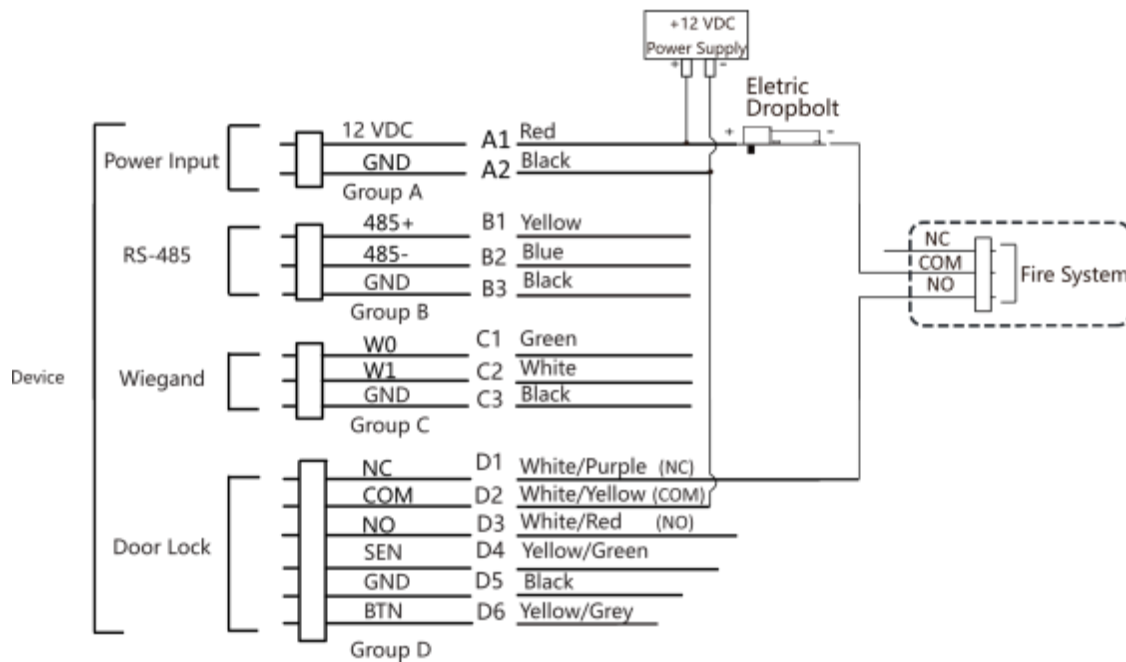 +12 VDC
Power Supply
+ -
Eletric
Dropbolt
+ -
Device
Power Input
12 VDC A1 Red
GND A2 Black
Group A
RS-485
485+ B1 Yellow
485- B2 Blue
GND B3 Black
Group B
NC
COM
NO
Fire System
Wiegand
W0 C1 Green
W1 C2 White
GND C3 Black
Group C
Door Lock
NC D1 White/Purple (NC)
COM D2 White/Yellow (COM)
NO D3 White/Red (NO)
SEN D4 Yellow/Green
GND D5 Black
BTN D6 Yellow/Grey
Group D